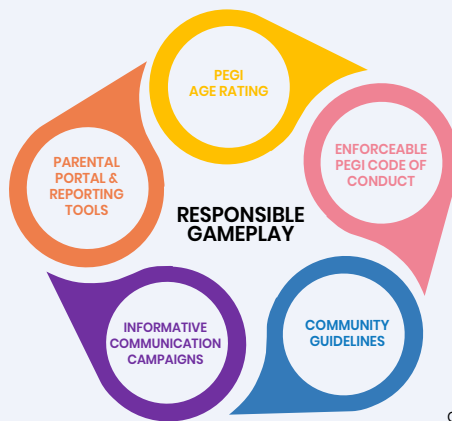 PEGI
AGE RATING
ENFORCEABLE
PEGI CODE OF
CONDUCT
PARENTAL
PORTAL &
REPORTING
TOOLS
RESPONSIBLE
GAMEPLAY
COMMUNITY
GUIDELINES
INFORMATIVE
COMMUNICATION
CAMPAIGNS